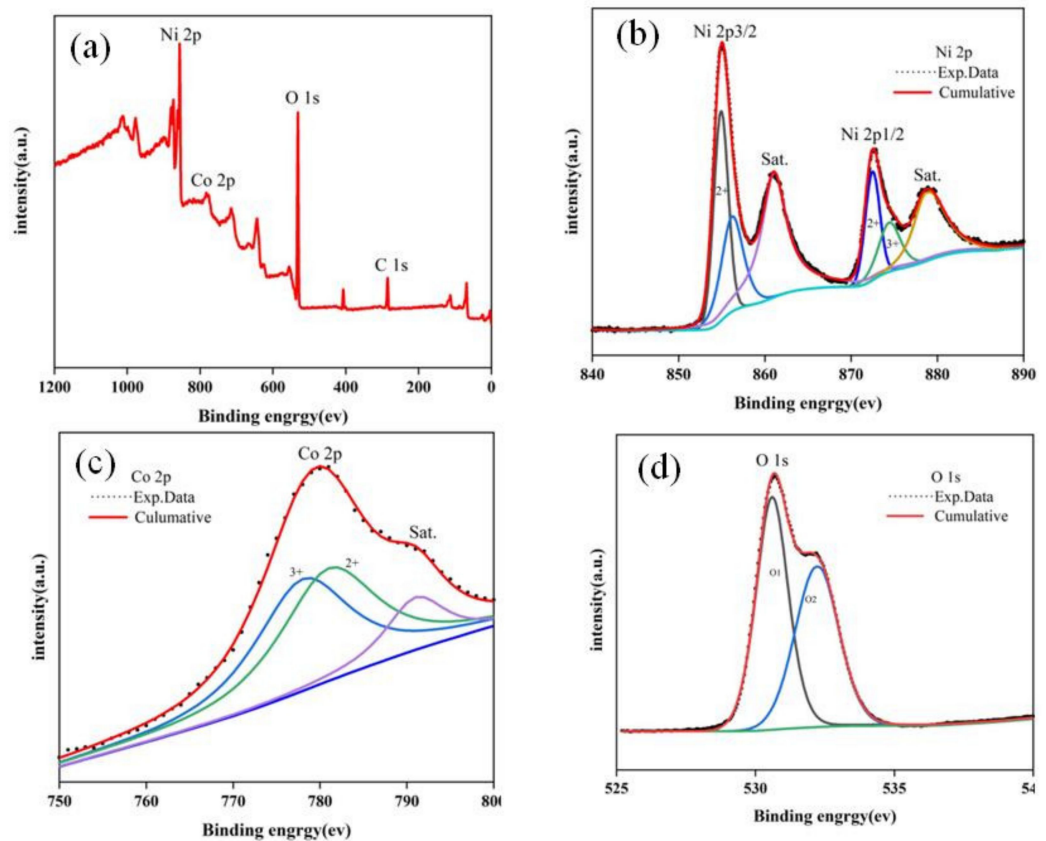 (a)
Ni 2p
O 1s
Co 2p
C 1s
intensity(a.u.)
1200 1000 800 600 400 200 0
Binding engrgy(ev)
(b)
Ni 2p3/2
Ni 2p
Exp.Data
Cumulative
Ni 2p1/2
Sat.
Sat.
2+
2+
3+
intensity(a.u.)
840 850 860 870 880 890
Binding engrgy(ev)
(c)
Co 2p
Co 2p
Exp.Data
Culumative
Sat.
3+
2+
intensity(a.u.)
750 760 770 780 790 800
Binding engrgy(ev)
(d)
O 1s
O 1s
Exp.Data
Cumulative
O1
O2
intensity(a.u.)
525 530 535 54
Binding engrgy(ev)